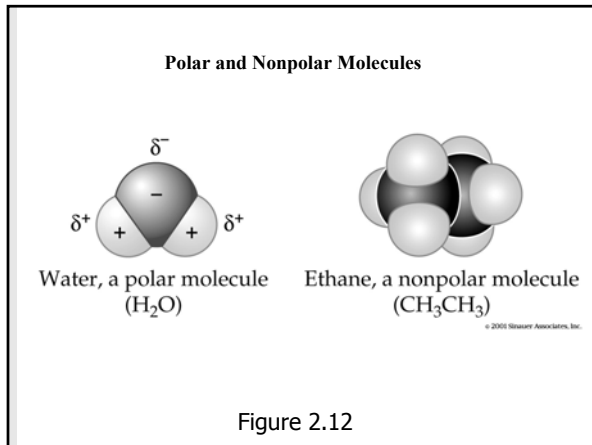 Polar and Nonpolar Molecules
δ⁻
−
δ⁺ + + δ⁺
Water, a polar molecule
(H₂O)
Ethane, a nonpolar molecule
(CH₃CH₃)
© 2001 Sinauer Associates, Inc.
Figure 2.12